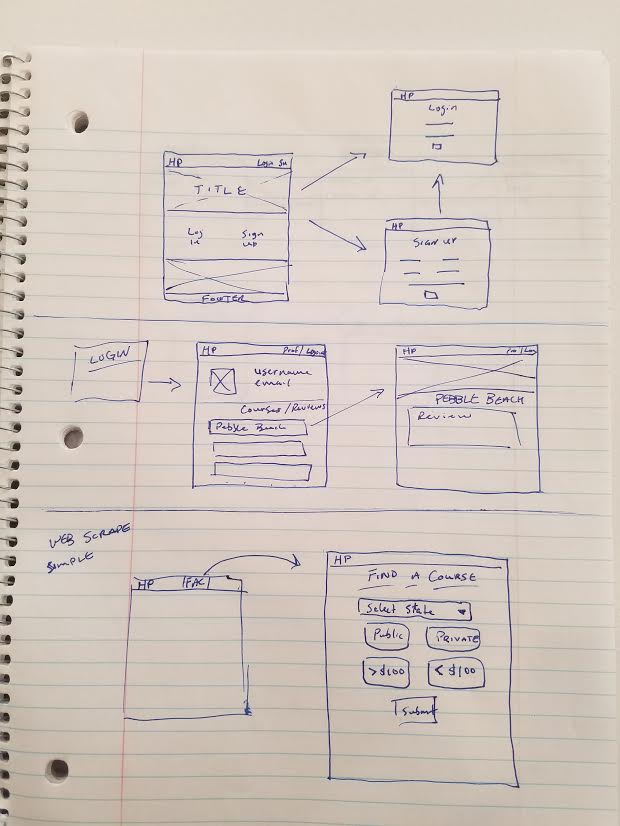 HP
Login
HP Login Su
TITLE
Log
in
Sign
up
FOOTER
HP
Sign up
LOGIN
HP Prof/Logout
username
email
Courses/Reviews
Pebble Beach
HP Pro/Log
PEBBLE BEACH
Review
WEB SCRAPE
SIMPLE
HP FAC
HP
FIND A COURSE
Select State
Public PRIVATE
>$100 <$100
Submit